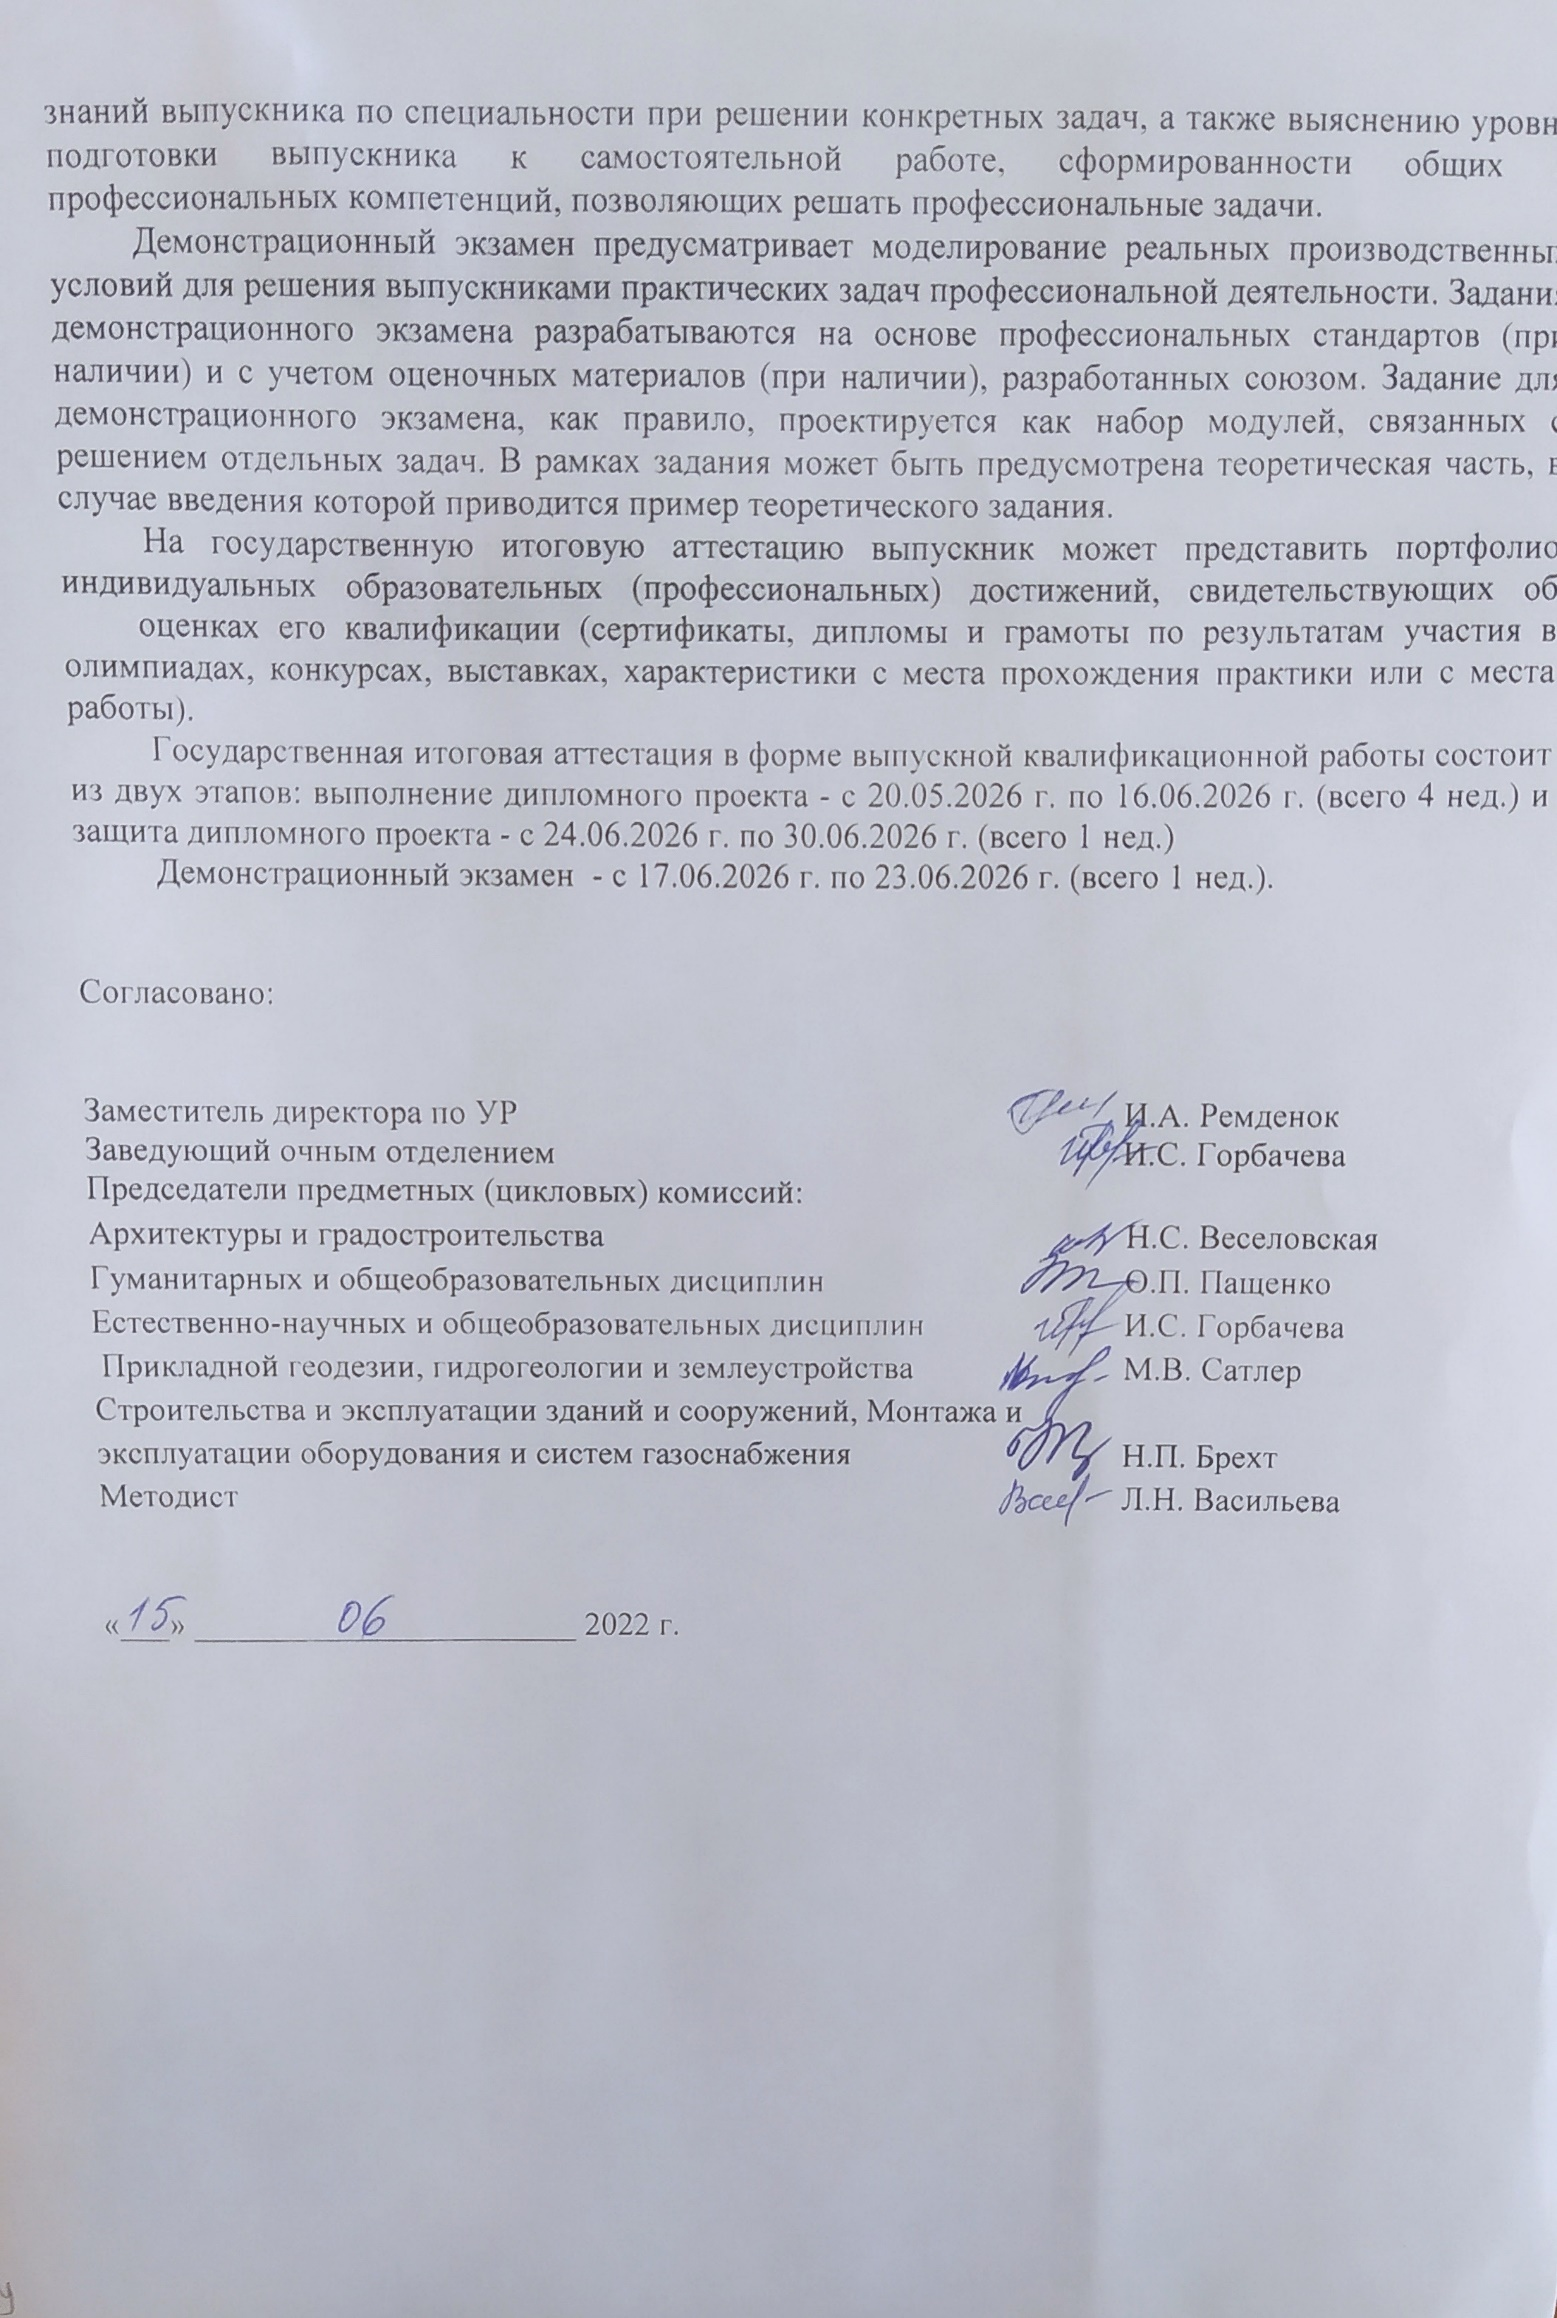 знаний выпускника по специальности при решении конкретных задач, а также выяснению уровн
подготовки выпускника к самостоятельной работе, сформированности общих
профессиональных компетенций, позволяющих решать профессиональные задачи.
Демонстрационный экзамен предусматривает моделирование реальных производственны
условий для решения выпускниками практических задач профессиональной деятельности. Задани
демонстрационного экзамена разрабатываются на основе профессиональных стандартов (при
наличии) и с учетом оценочных материалов (при наличии), разработанных союзом. Задание для
демонстрационного экзамена, как правило, проектируется как набор модулей, связанных с
решением отдельных задач. В рамках задания может быть предусмотрена теоретическая часть, в
случае введения которой приводится пример теоретического задания.
На государственную итоговую аттестацию выпускник может представить портфолио
индивидуальных образовательных (профессиональных) достижений, свидетельствующих об
оценках его квалификации (сертификаты, дипломы и грамоты по результатам участия в
олимпиадах, конкурсах, выставках, характеристики с места прохождения практики или с места
работы).
Государственная итоговая аттестация в форме выпускной квалификационной работы состоит
из двух этапов: выполнение дипломного проекта - с 20.05.2026 г. по 16.06.2026 г. (всего 4 нед.) и
защита дипломного проекта - с 24.06.2026 г. по 30.06.2026 г. (всего 1 нед.)
Демонстрационный экзамен - с 17.06.2026 г. по 23.06.2026 г. (всего 1 нед.).
Согласовано:
Заместитель директора по УР И.А. Ремденок
Заведующий очным отделением И.С. Горбачева
Председатели предметных (цикловых) комиссий:
Архитектуры и градостроительства Н.С. Веселовская
Гуманитарных и общеобразовательных дисциплин О.П. Пащенко
Естественно-научных и общеобразовательных дисциплин И.С. Горбачева
Прикладной геодезии, гидрогеологии и землеустройства М.В. Сатлер
Строительства и эксплуатации зданий и сооружений, Монтажа и
эксплуатации оборудования и систем газоснабжения Н.П. Брехт
Методист Л.Н. Васильева
«15» 06 2022 г.